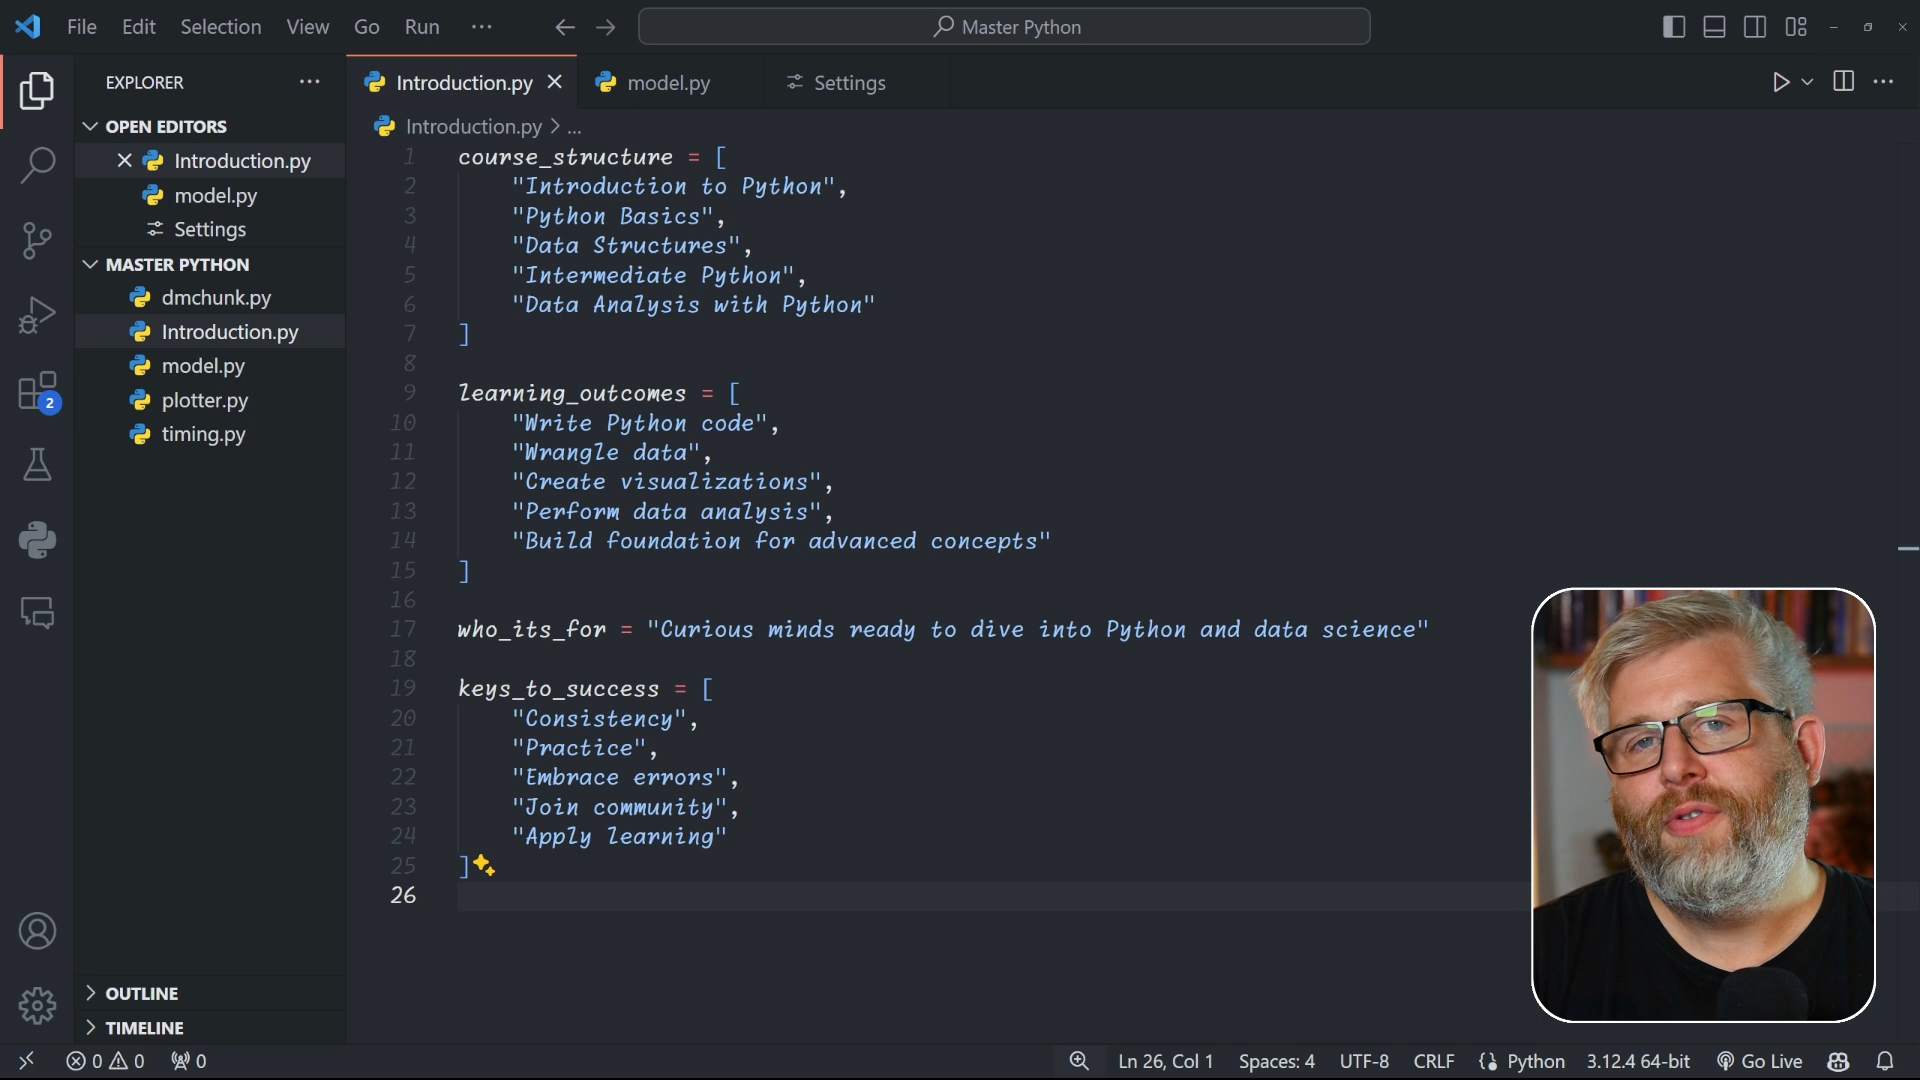 File Edit Selection View Go Run ... Master Python
EXPLORER ...
Introduction.py model.py Settings
OPEN EDITORS
Introduction.py
model.py
Settings
MASTER PYTHON
dmchunk.py
Introduction.py
model.py
plotter.py
timing.py
2
OUTLINE
TIMELINE
Introduction.py > ...
1 course_structure = [
2 "Introduction to Python",
3 "Python Basics",
4 "Data Structures",
5 "Intermediate Python",
6 "Data Analysis with Python"
7 ]
8
9 learning_outcomes = [
10 "Write Python code",
11 "Wrangle data",
12 "Create visualizations",
13 "Perform data analysis",
14 "Build foundation for advanced concepts"
15 ]
16
17 who_its_for = "Curious minds ready to dive into Python and data science"
18
19 keys_to_success = [
20 "Consistency",
21 "Practice",
22 "Embrace errors",
23 "Join community",
24 "Apply learning"
25 ]
26
0 0 0 Ln 26, Col 1 Spaces: 4 UTF-8 CRLF Python 3.12.4 64-bit Go Live